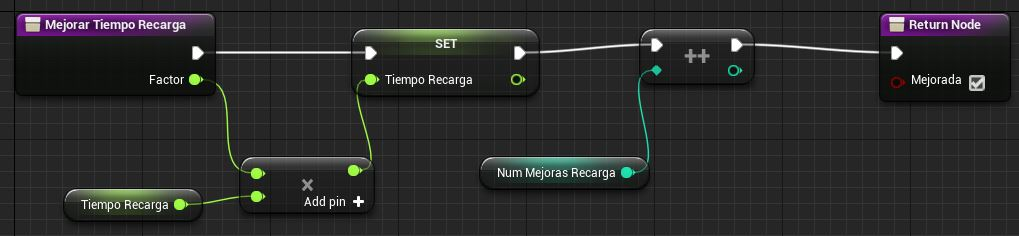 Mejorar Tiempo Recarga
Factor
SET
Tiempo Recarga
++
Return Node
Mejorada
Tiempo Recarga
×
Add pin +
Num Mejoras Recarga